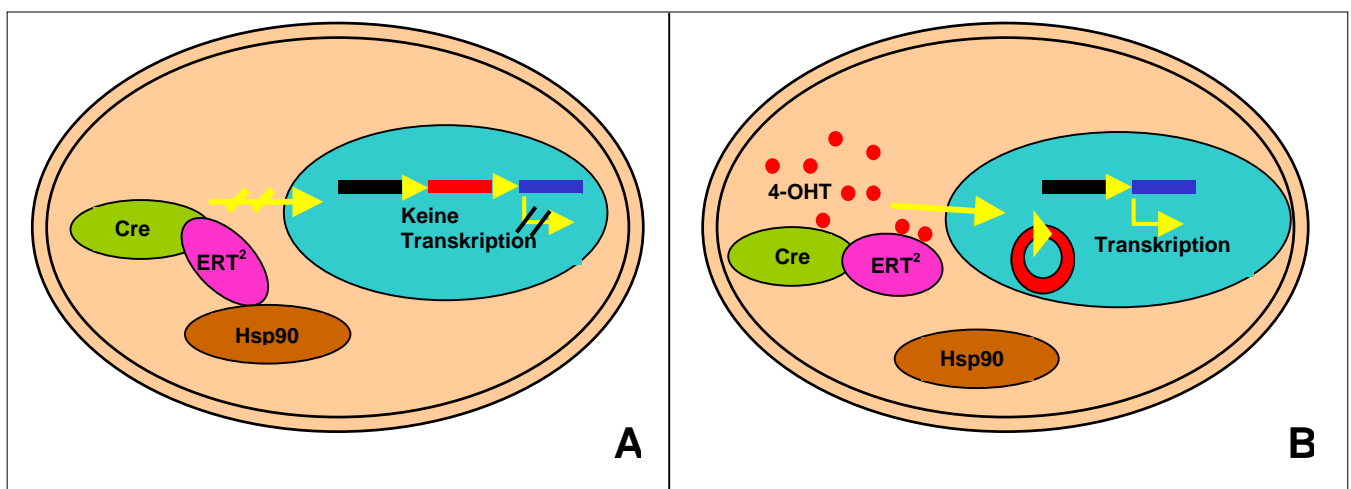 Cre
ERT²
Hsp90
Keine
Transkription
A
4-OHT
Cre
ERT²
Hsp90
Transkription
B